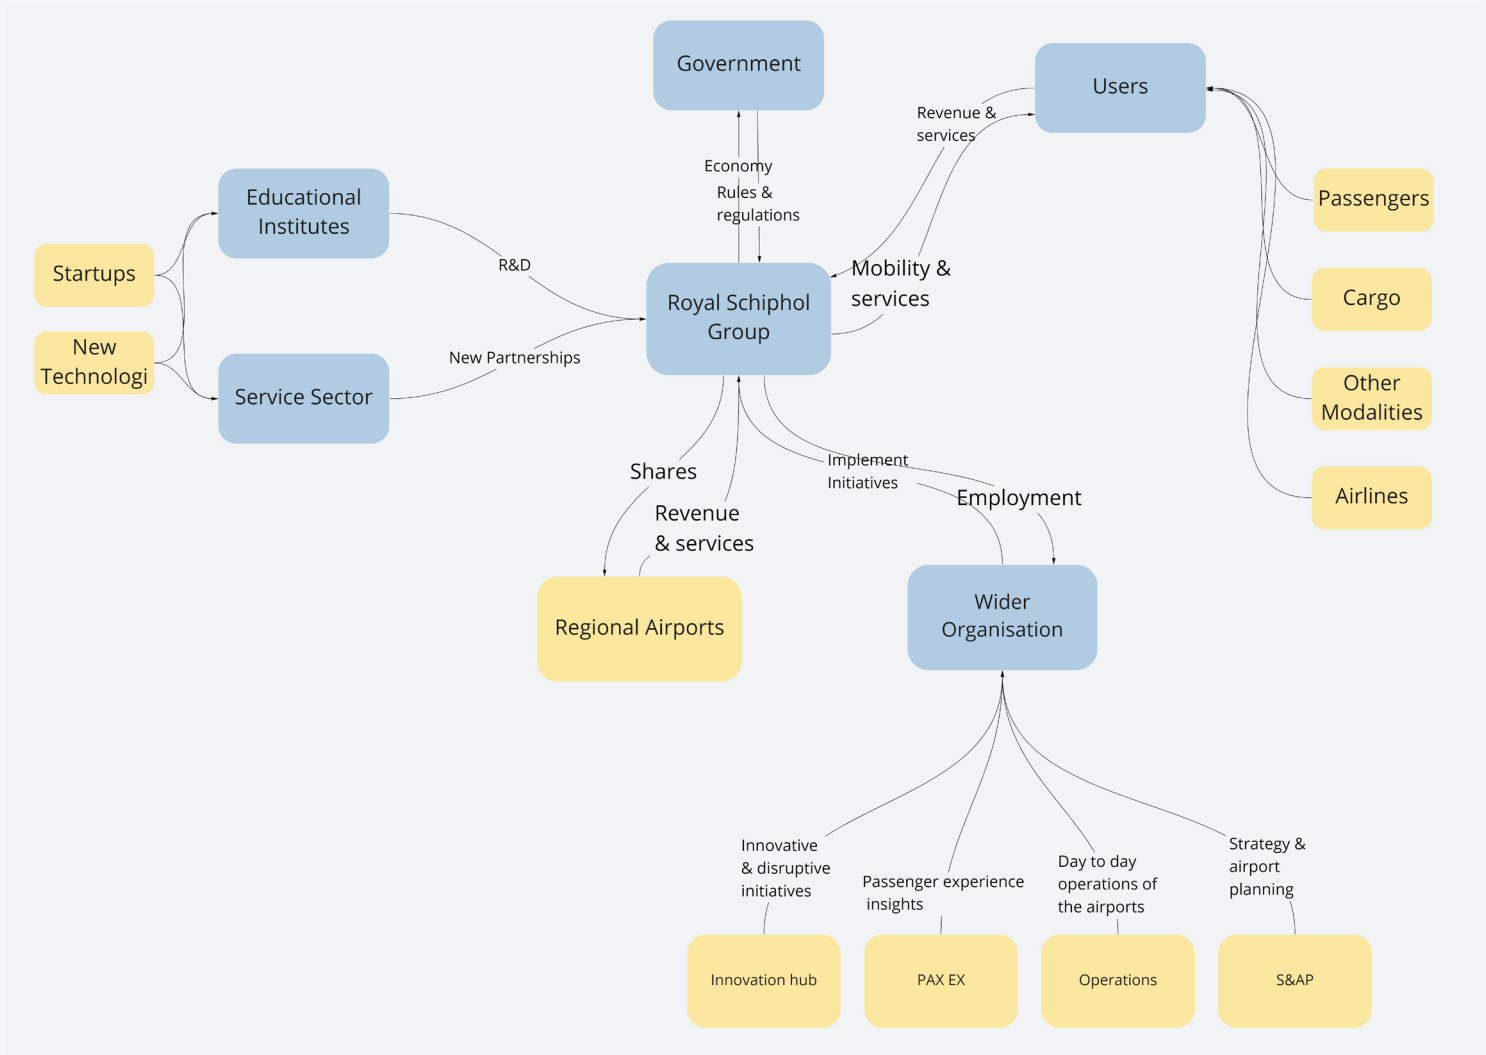 Government
Users
Revenue &
services
Economy
Rules &
regulations
Educational
Institutes
Passengers
Startups
R&D
Mobility &
services
Royal Schiphol
Group
Cargo
New
Technologi
New Partnerships
Service Sector
Other
Modalities
Shares
Implement
Initiatives
Employment
Airlines
Revenue
& services
Regional Airports
Wider
Organisation
Innovative
& disruptive
initiatives
Passenger experience
insights
Day to day
operations of
the airports
Strategy &
airport
planning
Innovation hub
PAX EX
Operations
S&AP